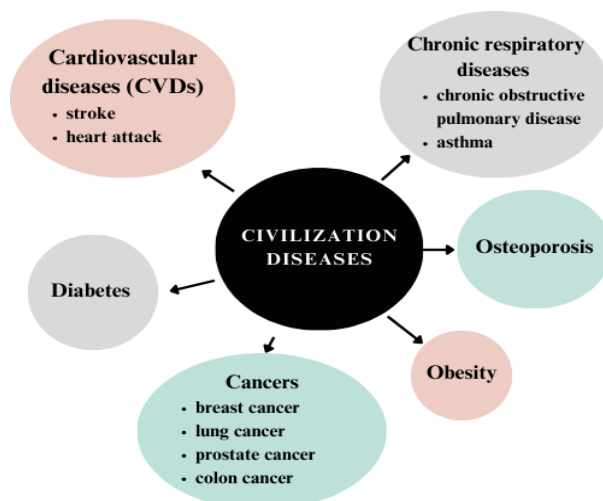 Cardiovascular
diseases (CVDs)
• stroke
• heart attack
Chronic respiratory
diseases
• chronic obstructive
pulmonary disease
• asthma
CIVILIZATION
DISEASES
Osteoporosis
Diabetes
Obesity
Cancers
• breast cancer
• lung cancer
• prostate cancer
• colon cancer